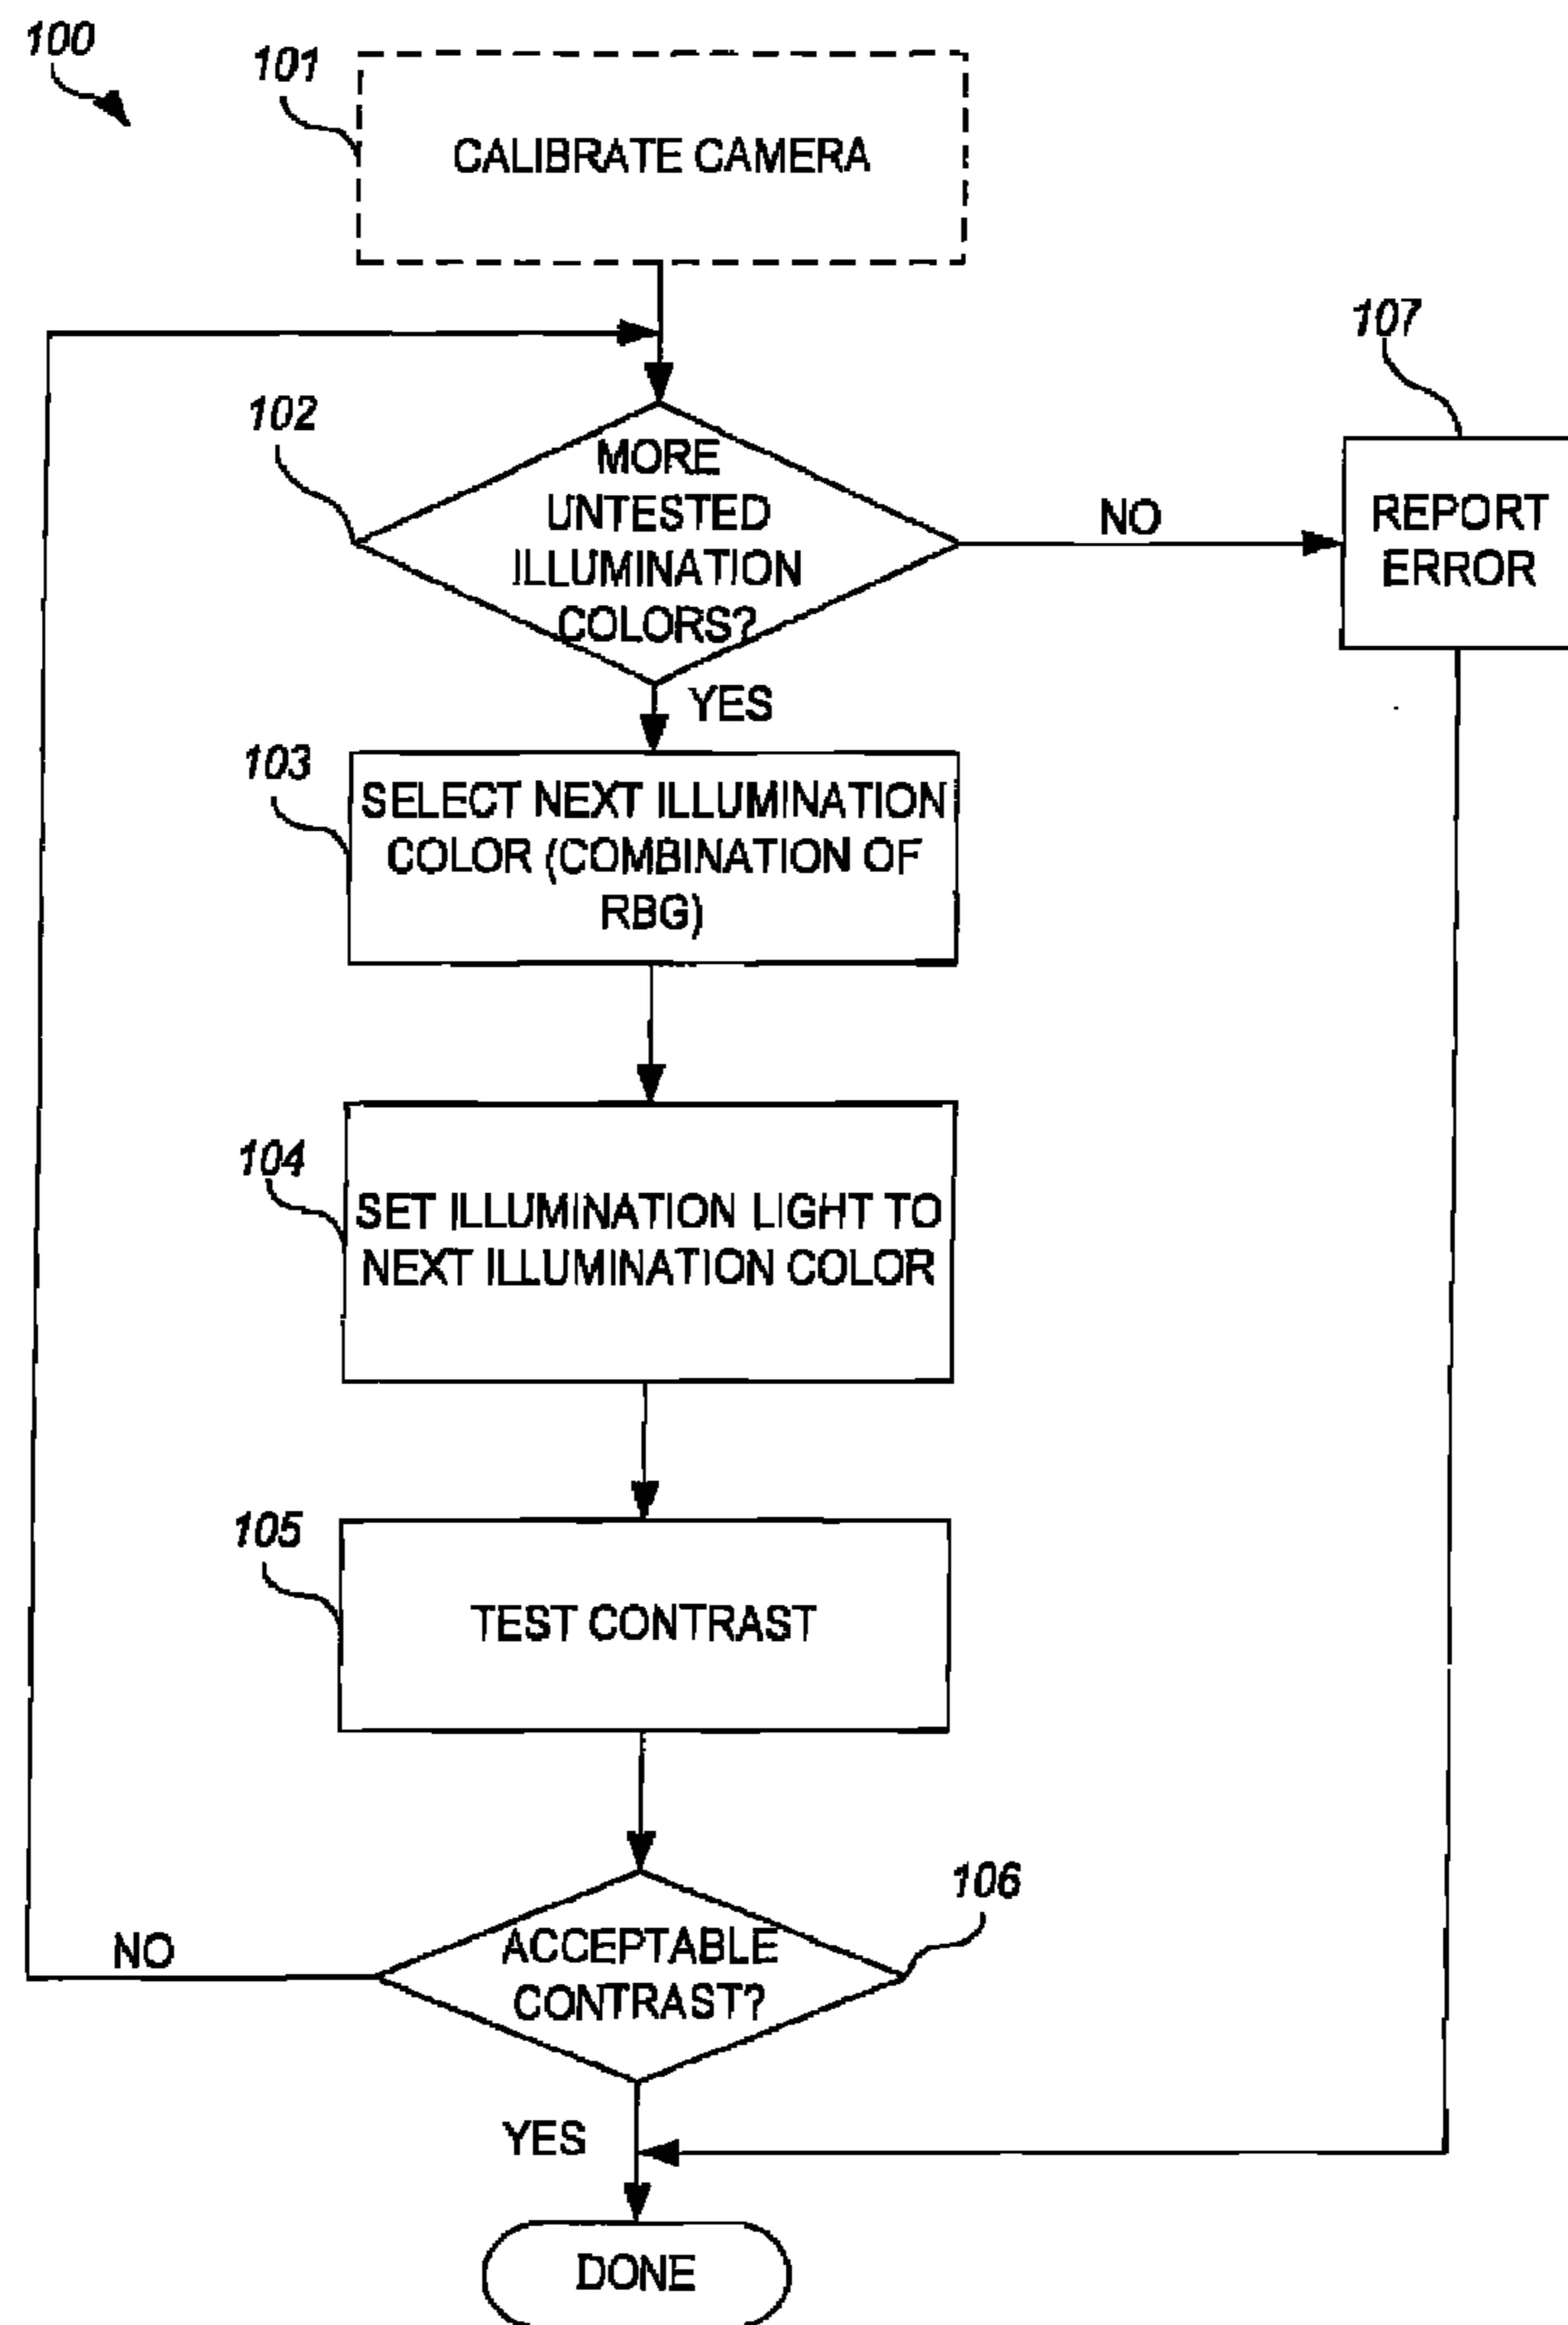 100
101
CALIBRATE CAMERA
107
102
MORE
UNTESTED
ILLUMINATION
COLORS?
NO
REPORT
ERROR
YES
103
SELECT NEXT ILLUMINATION
COLOR (COMBINATION OF
RBG)
104
SET ILLUMINATION LIGHT TO
NEXT ILLUMINATION COLOR
105
TEST CONTRAST
106
NO
ACCEPTABLE
CONTRAST?
YES
DONE